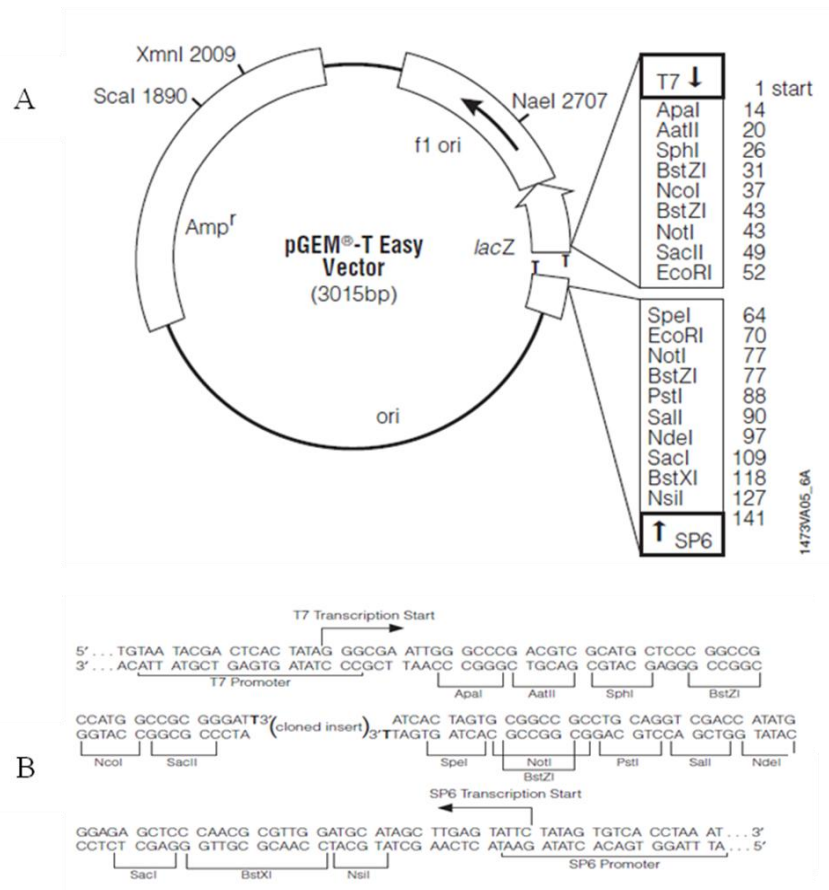 A
XmnI 2009
ScaI 1890
NaeI 2707
f1 ori
Ampr
pGEM®-T Easy
Vector
(3015bp)
lacZ
T T
ori
T7 ↓
1 start
ApaI 14
AatII 20
SphI 26
BstZI 31
NcoI 37
BstZI 43
NotI 43
SacII 49
EcoRI 52
SpeI 64
EcoRI 70
NotI 77
BstZI 77
PstI 88
SalI 90
NdeI 97
SacI 109
BstXI 118
NsiI 127
141
↑ SP6
1473VA05_6A
B
T7 Transcription Start
5′ . . . TGTAA TACGA CTCAC TATAG GGCGA ATTGG GCCCG ACGTC GCATG CTCCC GGCCG
3′ . . . ACATT ATGCT GAGTG ATATC CCGCT TAACC CGGGC TGCAG CGTAC GAGGG CCGGC
T7 Promoter
ApaI AatII SphI BstZI
CCATG GCCGC GGGATT3′ (cloned insert) ATCAC TAGTG CGGCC GCCTG CAGGT CGACC ATATG
GGTAC CGGCG CCCTA 3′TTAGTG ATCAC GCCGG CGGAC GTCCA GCTGG TATAC
NcoI SacII SpeI NotI PstI SalI NdeI
BstZI
SP6 Transcription Start
GGAGA GCTCC CAACG CGTTG GATGC ATAGC TTGAG TATTC TATAG TGTCA CCTAA AT . . . 3′
CCTCT CGAGG GTTGC GCAAC CTACG TATCG AACTC ATAAG ATATC ACAGT GGATT TA . . . 5′
SP6 Promoter
SacI BstXI NsiI